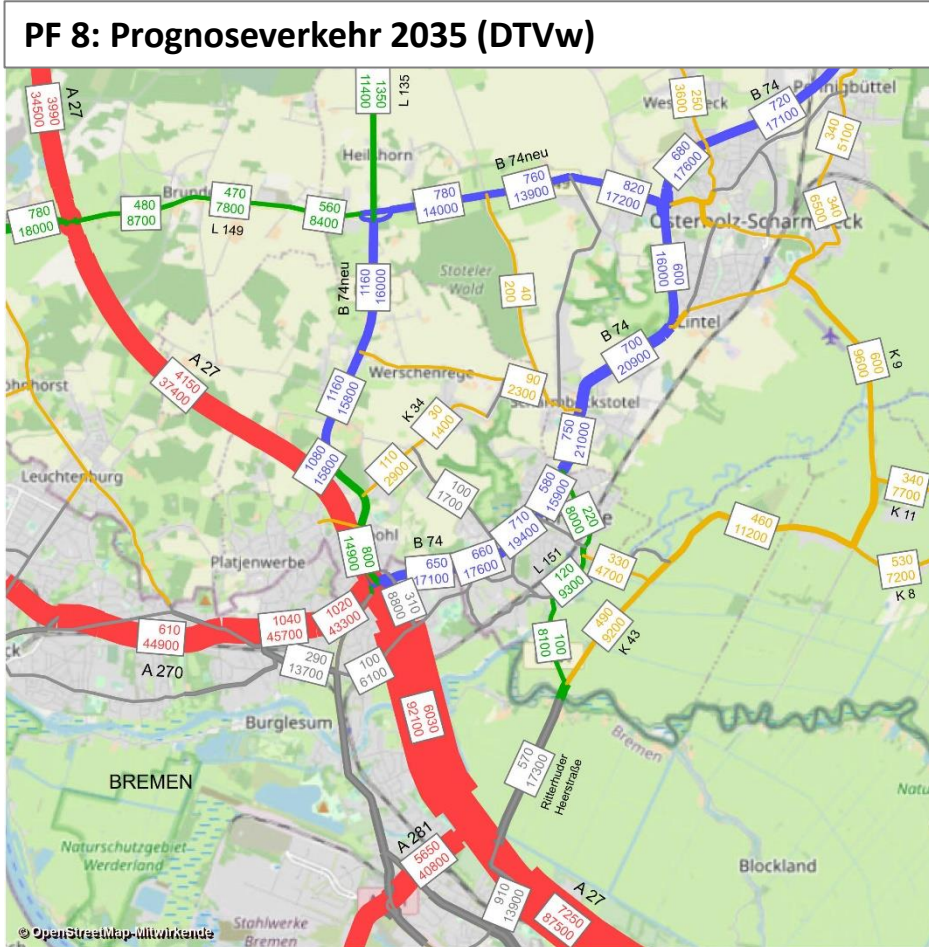 PF 8: Prognoseverkehr 2035 (DTVw)
A 27
3990
34500
1350
11400
L 135
250
3600
B 74
720
17100
340
5100
Heilshorn
B 74neu
680
17600
780
18000
480
8700
470
7800
L 149
560
8400
780
14000
760
13900
820
17200
Osterholz-Scharmbeck
340
6500
B 74neu
1160
16000
Stoteler
Wold
40
200
600
16000
Lintel
B 74
700
20900
600
9600
K 9
A 27
4150
37400
Werschenrege
1160
15800
K 34
30
1400
90
2300
Scharmbeckstotel
750
21000
Leuchtenburg
1080
15800
110
2900
100
1700
580
15900
220
8000
460
11200
340
7700
K 11
Platjenwerbe
800
14900
B 74
650
17100
660
17600
710
19400
L 151
120
9300
330
4700
530
7200
K 8
310
8800
1020
43300
1040
45700
610
44900
A 270
290
13700
100
6100
100
8100
490
9200
K 43
Burglesum
6030
92100
Bremen
BREMEN
570
17300
Ritterhuder
Heerstraße
A 281
5650
40800
Naturschutzgebiet
Werderland
Blockland
910
13900
A 27
7250
87500
Stahlwerke
Bremen
© OpenStreetMap-Mitwirkende